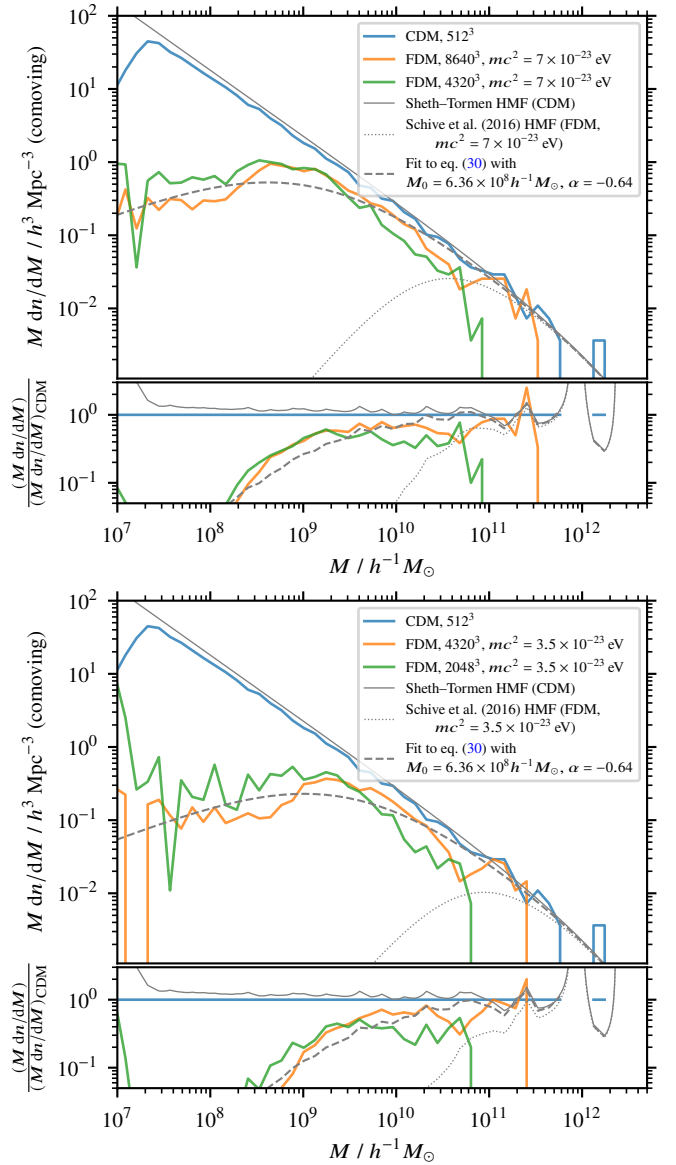 10²
CDM, 512³
FDM, 8640³, mc² = 7 × 10⁻²³ eV
FDM, 4320³, mc² = 7 × 10⁻²³ eV
Sheth–Tormen HMF (CDM)
Schive et al. (2016) HMF (FDM,
mc² = 7 × 10⁻²³ eV)
Fit to eq. (30) with
M₀ = 6.36 × 10⁸h⁻¹M⊙, α = −0.64
10¹
10⁰
10⁻¹
10⁻²
M dn/dM / h³ Mpc⁻³ (comoving)
10⁰
10⁻¹
(M dn/dM)
(M dn/dM)CDM
10⁷ 10⁸ 10⁹ 10¹⁰ 10¹¹ 10¹²
M / h⁻¹M⊙
10²
CDM, 512³
FDM, 4320³, mc² = 3.5 × 10⁻²³ eV
FDM, 2048³, mc² = 3.5 × 10⁻²³ eV
Sheth–Tormen HMF (CDM)
Schive et al. (2016) HMF (FDM,
mc² = 3.5 × 10⁻²³ eV)
Fit to eq. (30) with
M₀ = 6.36 × 10⁸h⁻¹M⊙, α = −0.64
10¹
10⁰
10⁻¹
10⁻²
M dn/dM / h³ Mpc⁻³ (comoving)
10⁰
10⁻¹
(M dn/dM)
(M dn/dM)CDM
10⁷ 10⁸ 10⁹ 10¹⁰ 10¹¹ 10¹²
M / h⁻¹M⊙